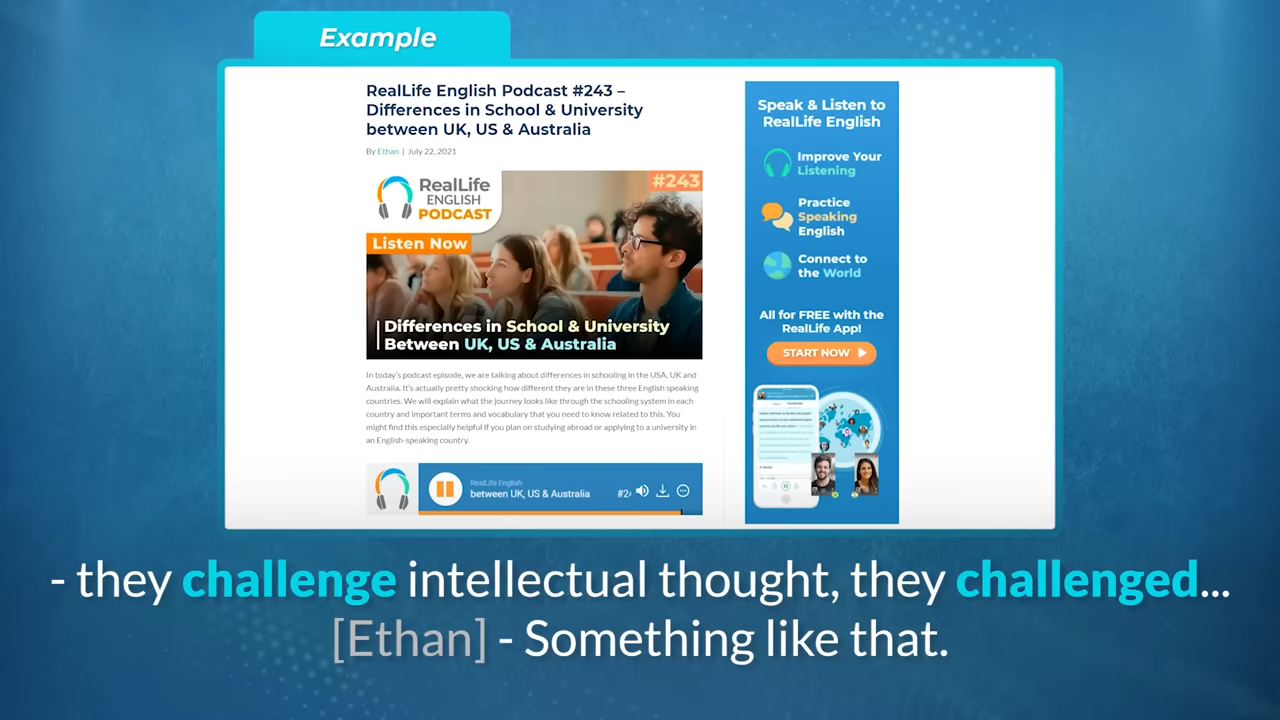 Example
RealLife English Podcast #243 –
Differences in School & University
between UK, US & Australia
By Ethan | July 22, 2021
RealLife
ENGLISH
PODCAST
#243
Listen Now
Differences in School & University
Between UK, US & Australia
In today's podcast episode, we are talking about differences in schooling in the USA, UK and
Australia. It's actually pretty shocking how different they are in these three English speaking
countries. We will explain what the journey looks like through the schooling system in each
country and important terms and vocabulary that you need to know related to this. You
might find this especially helpful if you plan on studying abroad or applying to a university in
an English-speaking country.
RealLife English
between UK, US & Australia #24
Speak & Listen to
RealLife English
Improve Your
Listening
Practice
Speaking
English
Connect to
the World
All for FREE with the
RealLife App!
START NOW
- they challenge intellectual thought, they challenged...
[Ethan] - Something like that.